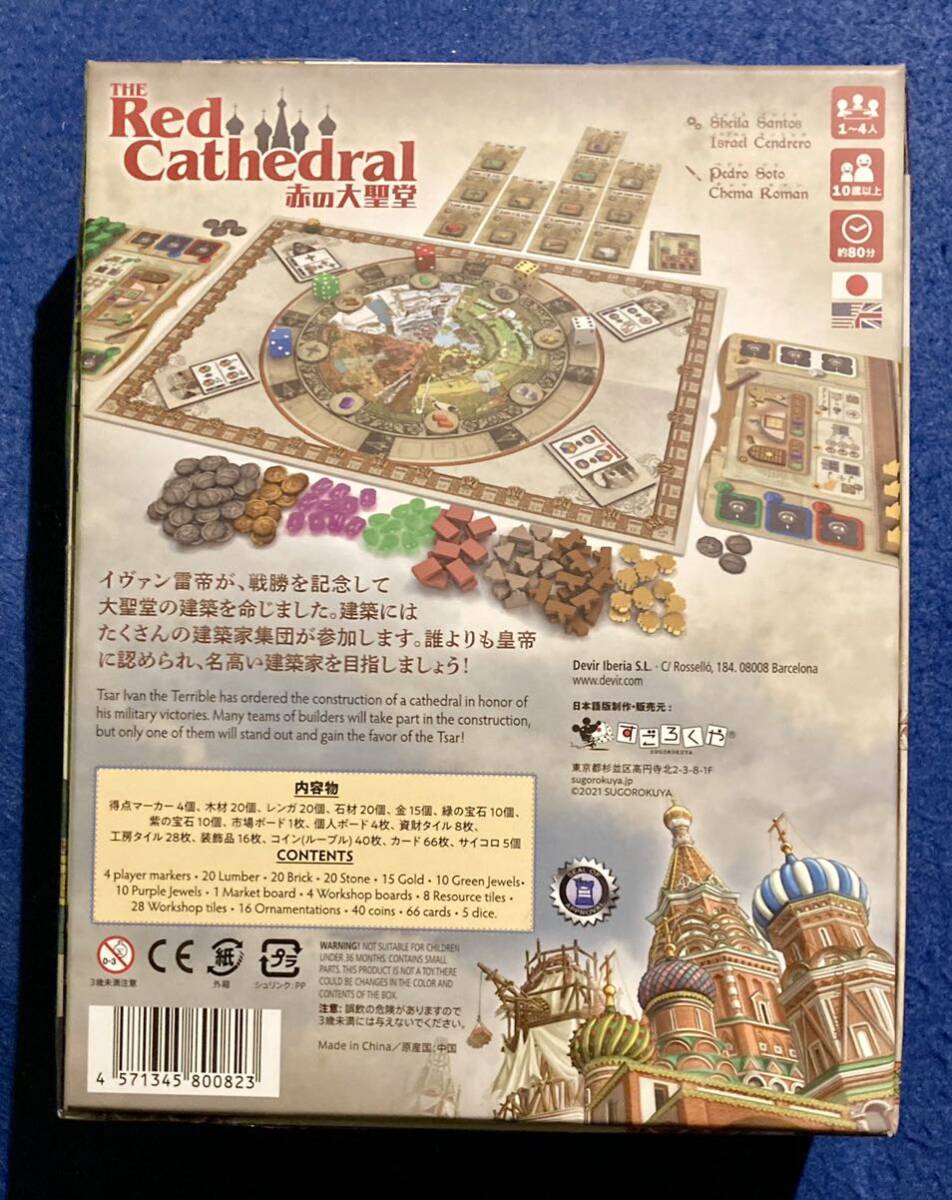 THE
Red
Cathedral
赤の大聖堂
Sheila Santos
Israel Cendrero
Pedro Soto
Chema Roman
1〜4人
10歳以上
約80分
イヴァン雷帝が、戦勝を記念して
大聖堂の建築を命じました。建築には
たくさんの建築家集団が参加します。誰よりも皇帝
に認められ、名高い建築家を目指しましょう!
Tsar Ivan the Terrible has ordered the construction of a cathedral in honor of
his military victories. Many teams of builders will take part in the construction,
but only one of them will stand out and gain the favor of the Tsar!
Devir Iberia S.L. · C/ Rosselló, 184. 08008 Barcelona
www.devir.com
日本語版制作・販売元:
すごろくや®
SUGOROKUYA
東京都杉並区高円寺北2-3-8-1F
sugorokuya.jp
©2021 SUGOROKUYA
内容物
得点マーカー 4個、木材 20個、レンガ 20個、石材 20個、金 15個、緑の宝石 10個、
紫の宝石 10個、市場ボード 1枚、個人ボード 4枚、資財タイル 8枚、
工房タイル 28枚、装飾品 16枚、コイン(ルーブル) 40枚、カード 66枚、サイコロ 5個
CONTENTS
4 player markers · 20 Lumber · 20 Brick · 20 Stone · 15 Gold · 10 Green Jewels·
10 Purple Jewels · 1 Market board · 4 Workshop boards · 8 Resource tiles ·
28 Workshop tiles · 16 Ornamentations · 40 coins · 66 cards · 5 dice.
0-3
3歳未満注意
CE
紙
外箱
プラ
シュリンク:PP
WARNING! NOT SUITABLE FOR CHILDREN
UNDER 36 MONTHS. CONTAINS SMALL
PARTS. THIS PRODUCT IS NOT A TOY. THERE
COULD BE CHANGES IN THE COLOR AND
CONTENTS OF THE BOX.
注意: 誤飲の危険がありますので
3歳未満には与えないでください。
Made in China/原産国:中国
4 571345 800823